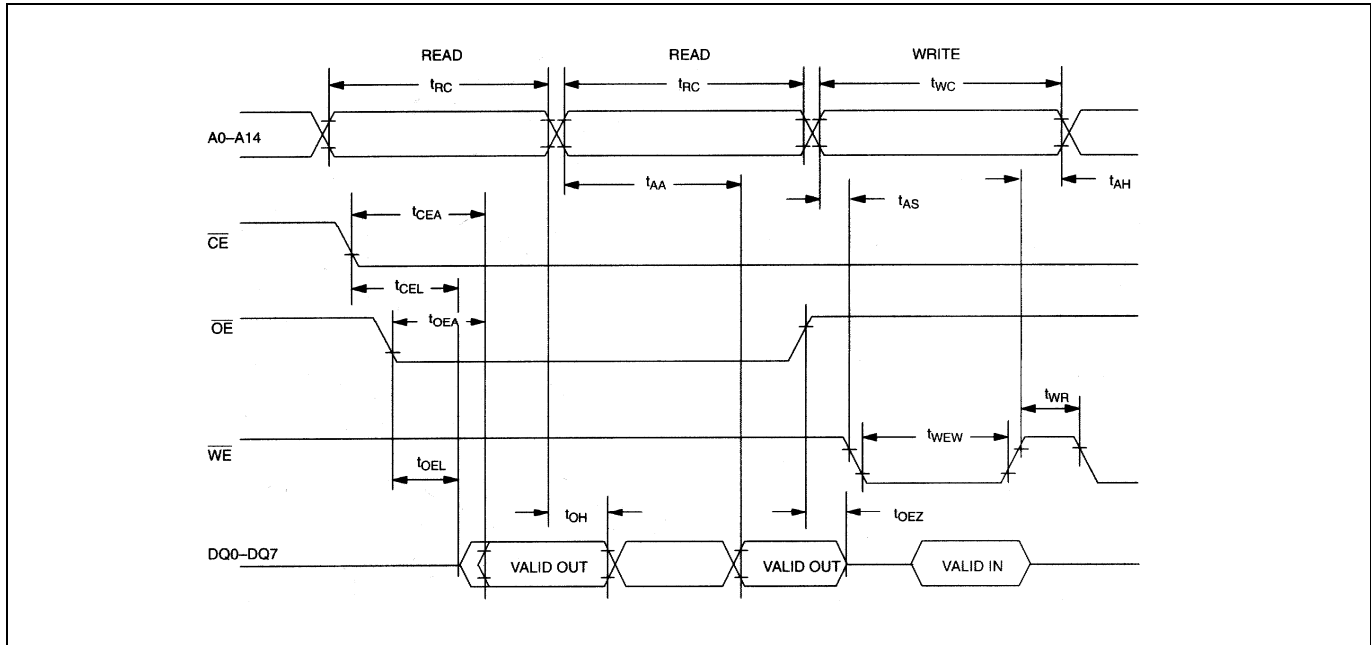 READ READ WRITE
tRC tRC tWC
A0–A14
tAA tAH
tCEA tAS
CE
tCEL
OE tOEA
tWR
WE tWEW
tOEL
tOH tOEZ
DQ0–DQ7
VALID OUT VALID OUT VALID IN